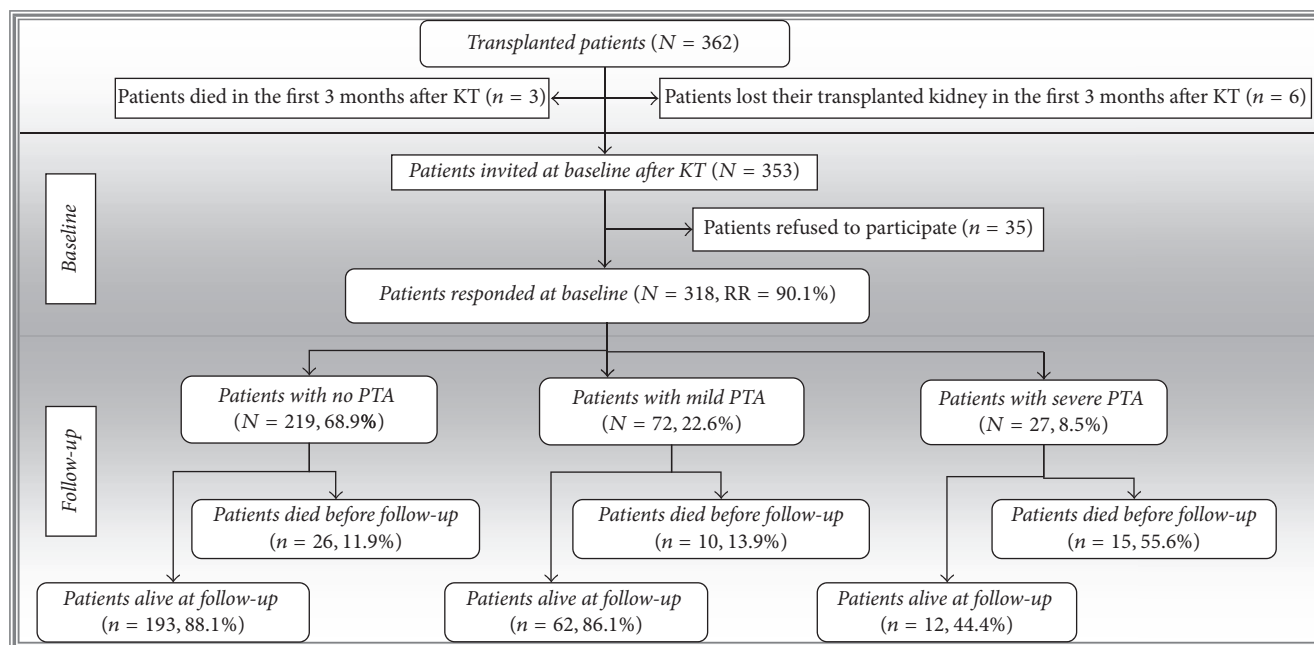 Transplanted patients (N = 362)
Patients died in the first 3 months after KT (n = 3)
Patients lost their transplanted kidney in the first 3 months after KT (n = 6)
Baseline
Patients invited at baseline after KT (N = 353)
Patients refused to participate (n = 35)
Patients responded at baseline (N = 318, RR = 90.1%)
Follow-up
Patients with no PTA
(N = 219, 68.9%)
Patients with mild PTA
(N = 72, 22.6%)
Patients with severe PTA
(N = 27, 8.5%)
Patients died before follow-up
(n = 26, 11.9%)
Patients died before follow-up
(n = 10, 13.9%)
Patients died before follow-up
(n = 15, 55.6%)
Patients alive at follow-up
(n = 193, 88.1%)
Patients alive at follow-up
(n = 62, 86.1%)
Patients alive at follow-up
(n = 12, 44.4%)